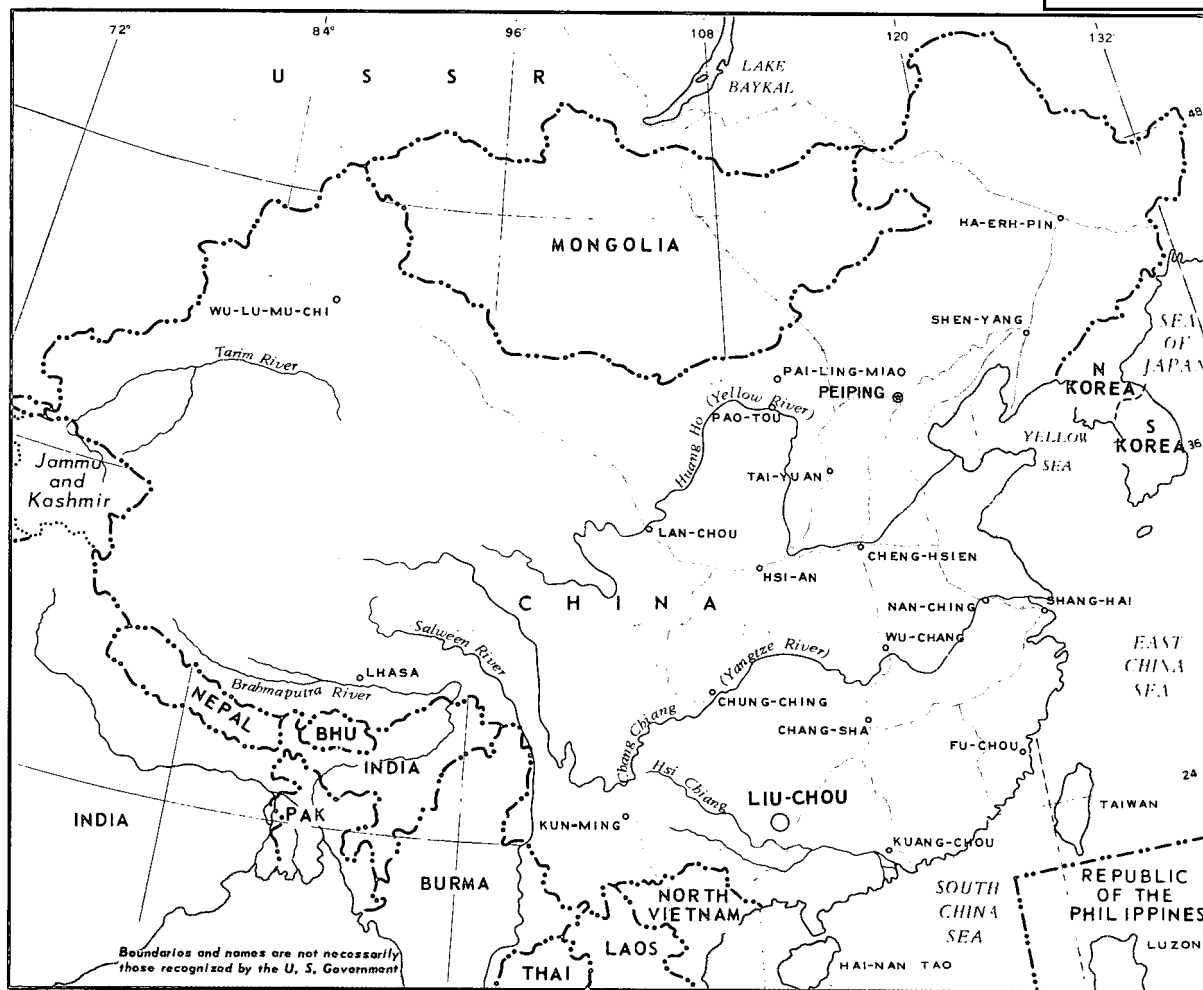 72°
84°
96°
108
120
132
U S S R
LAKE
BAYKAL
48
HA-ERH-PIN
MONGOLIA
WU-LU-MU-CHI
SHEN-YANG
SEA
OF
JAPAN
Tarim River
PAI-LING-MIAO
PEIPING
N
KOREA
Huang Ho (Yellow River)
PAO-TOU
S
KOREA
36
YELLOW
SEA
Jammu
and
Kashmir
TAI-YUAN
LAN-CHOU
CHENG-HSIEN
HSI-AN
C H I N A
NAN-CHING
SHANG-HAI
Salween River
WU-CHANG
EAST
CHINA
SEA
LHASA
Brahmaputra River
NEPAL
Chang Chiang (Yangtze River)
CHUNG-CHING
CHANG-SHA
BHU
FU-CHOU
INDIA
Hsi Chiang
24
LIU-CHOU
TAIWAN
INDIA
PAK
KUN-MING
KUANG-CHOU
BURMA
NORTH
VIETNAM
SOUTH
CHINA
SEA
REPUBLIC
OF THE
PHILIPPINES
LAOS
LUZON
Boundaries and names are not necessarily
those recognized by the U. S. Government
THAI
HAI-NAN TAO